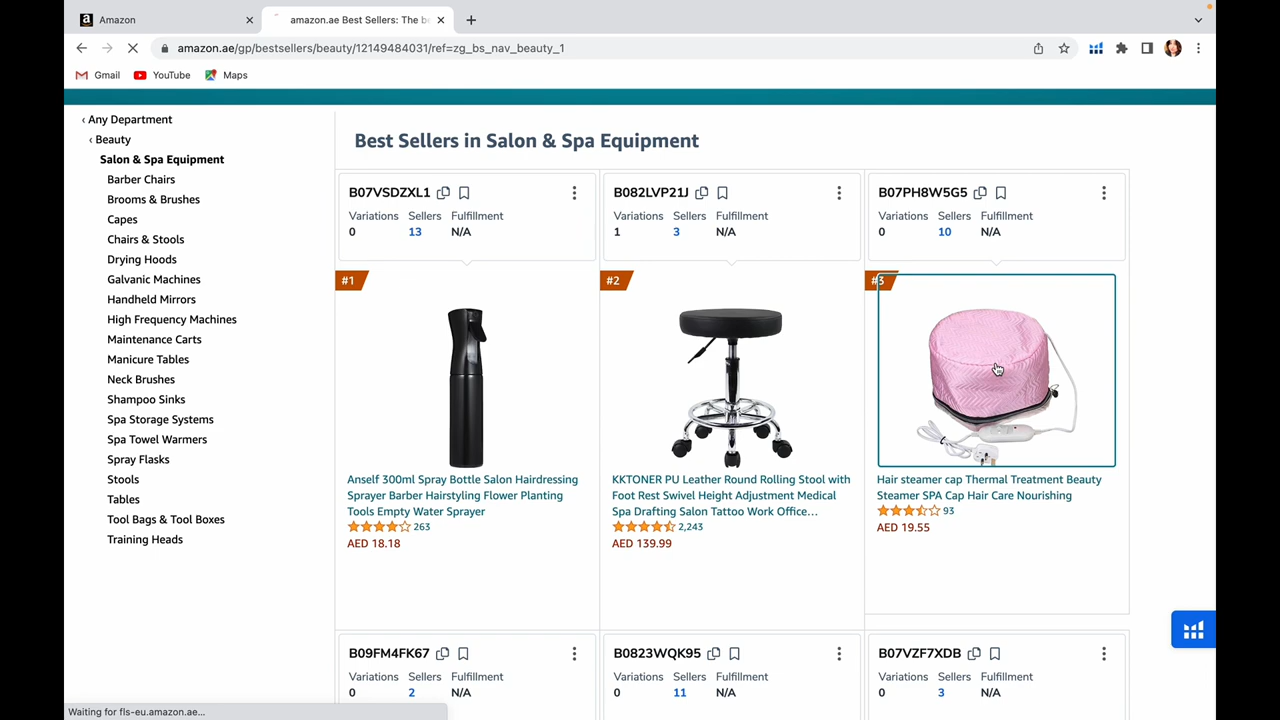 Amazon
amazon.ae Best Sellers: The be
amazon.ae/gp/bestsellers/beauty/12149484031/ref=zg_bs_nav_beauty_1
Gmail
YouTube
Maps
‹ Any Department
‹ Beauty
Salon & Spa Equipment
Barber Chairs
Brooms & Brushes
Capes
Chairs & Stools
Drying Hoods
Galvanic Machines
Handheld Mirrors
High Frequency Machines
Maintenance Carts
Manicure Tables
Neck Brushes
Shampoo Sinks
Spa Storage Systems
Spa Towel Warmers
Spray Flasks
Stools
Tables
Tool Bags & Tool Boxes
Training Heads
Best Sellers in Salon & Spa Equipment
B07VSDZXL1
Variations Sellers Fulfillment
0 13 N/A
#1
Anself 300ml Spray Bottle Salon Hairdressing
Sprayer Barber Hairstyling Flower Planting
Tools Empty Water Sprayer
263
AED 18.18
B082LVP21J
Variations Sellers Fulfillment
1 3 N/A
#2
KKTONER PU Leather Round Rolling Stool with
Foot Rest Swivel Height Adjustment Medical
Spa Drafting Salon Tattoo Work Office...
2,243
AED 139.99
B07PH8W5G5
Variations Sellers Fulfillment
0 10 N/A
#3
Hair steamer cap Thermal Treatment Beauty
Steamer SPA Cap Hair Care Nourishing
93
AED 19.55
B09FM4FK67
Variations Sellers Fulfillment
0 2 N/A
B0823WQK95
Variations Sellers Fulfillment
0 11 N/A
B07VZF7XDB
Variations Sellers Fulfillment
0 3 N/A
Waiting for fls-eu.amazon.ae...